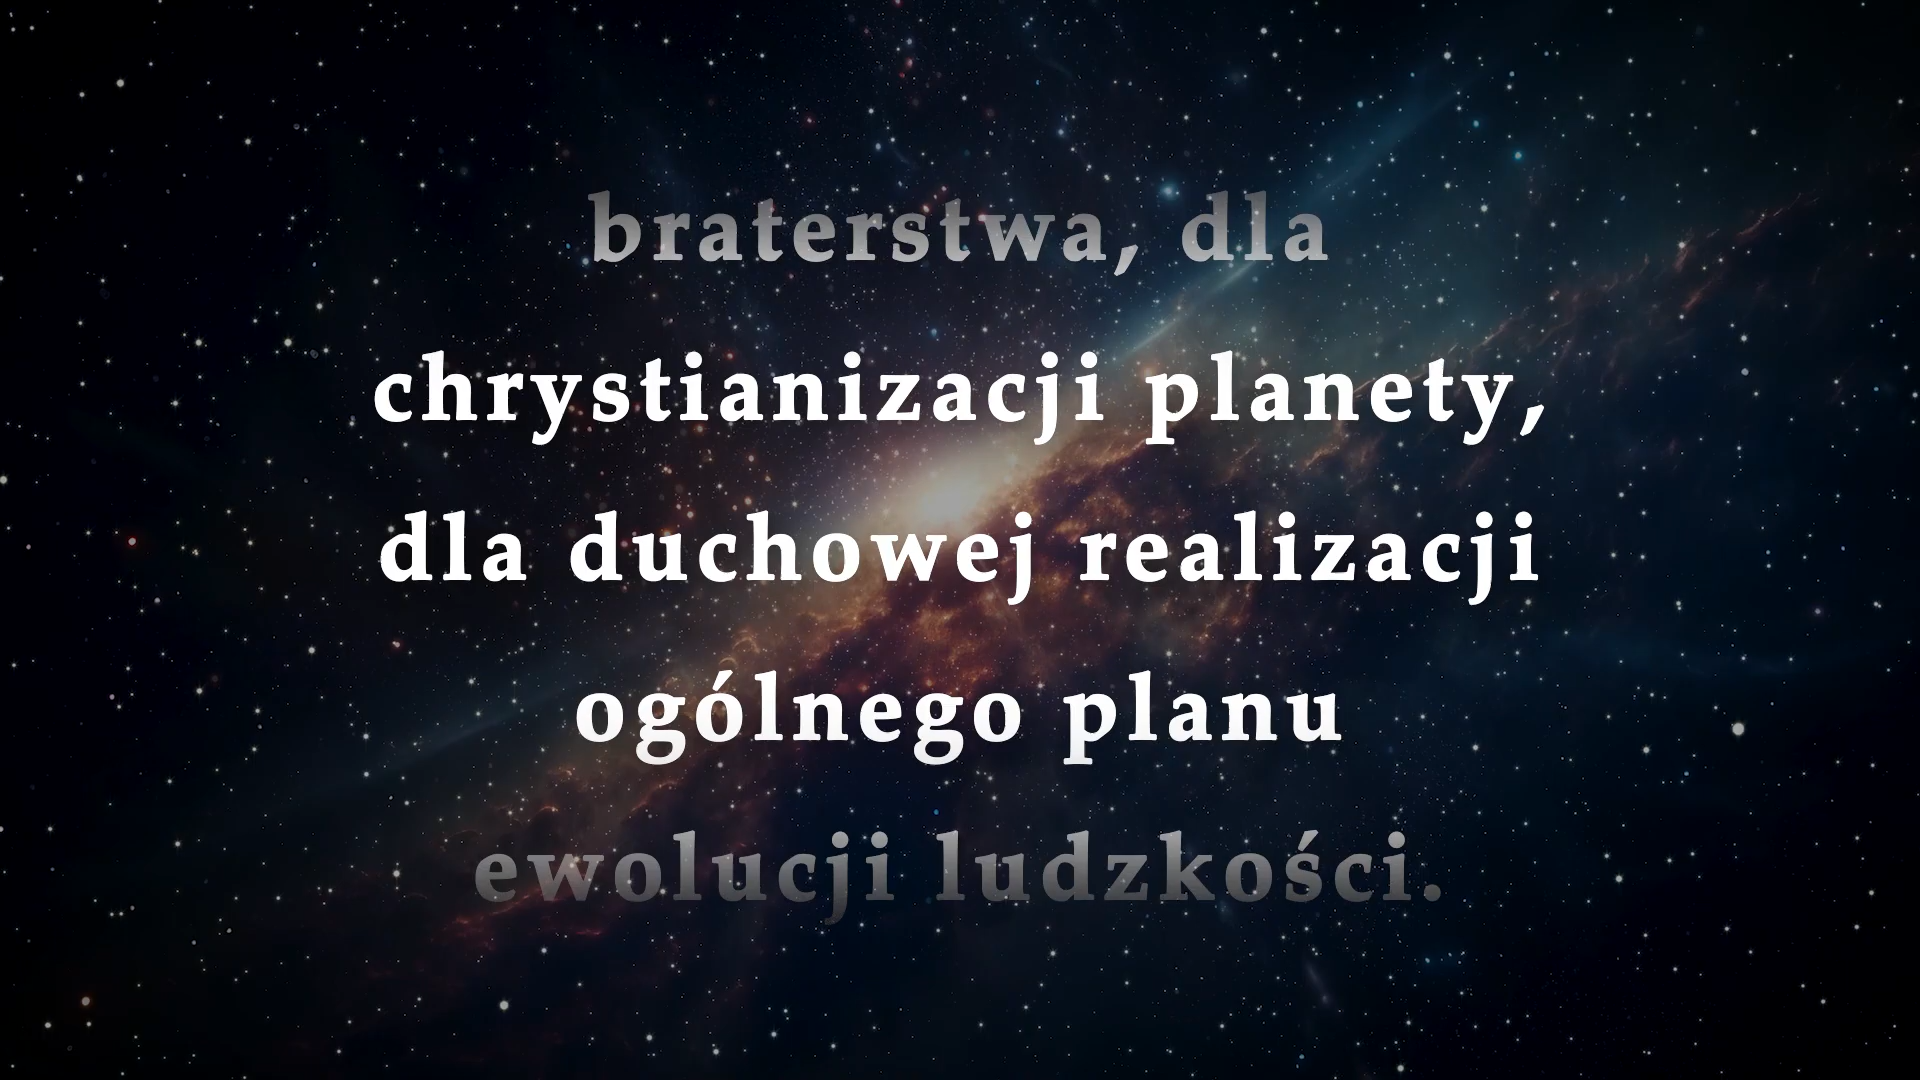 braterstwa, dla
chrystianizacji planety,
dla duchowej realizacji
ogólnego planu
ewolucji ludzkości.